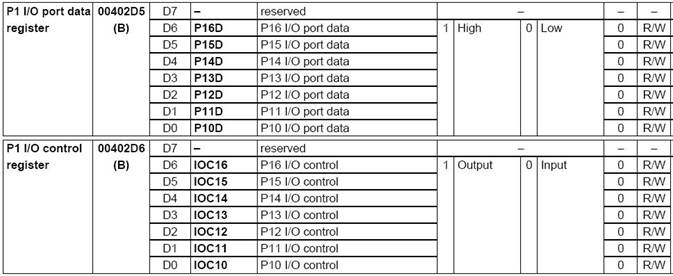 P1 I/O port data 00402D5 D7 – reserved – – –
register (B) D6 P16D P16 I/O port data 1 High 0 Low 0 R/W
D5 P15D P15 I/O port data 0 R/W
D4 P14D P14 I/O port data 0 R/W
D3 P13D P13 I/O port data 0 R/W
D2 P12D P12 I/O port data 0 R/W
D1 P11D P11 I/O port data 0 R/W
D0 P10D P10 I/O port data 0 R/W
P1 I/O control 00402D6 D7 – reserved – – –
register (B) D6 IOC16 P16 I/O control 1 Output 0 Input 0 R/W
D5 IOC15 P15 I/O control 0 R/W
D4 IOC14 P14 I/O control 0 R/W
D3 IOC13 P13 I/O control 0 R/W
D2 IOC12 P12 I/O control 0 R/W
D1 IOC11 P11 I/O control 0 R/W
D0 IOC10 P10 I/O control 0 R/W